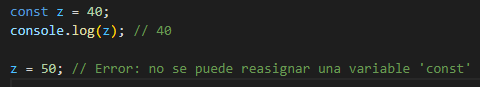 const z = 40;
console.log(z); // 40
z = 50; // Error: no se puede reasignar una variable 'const'